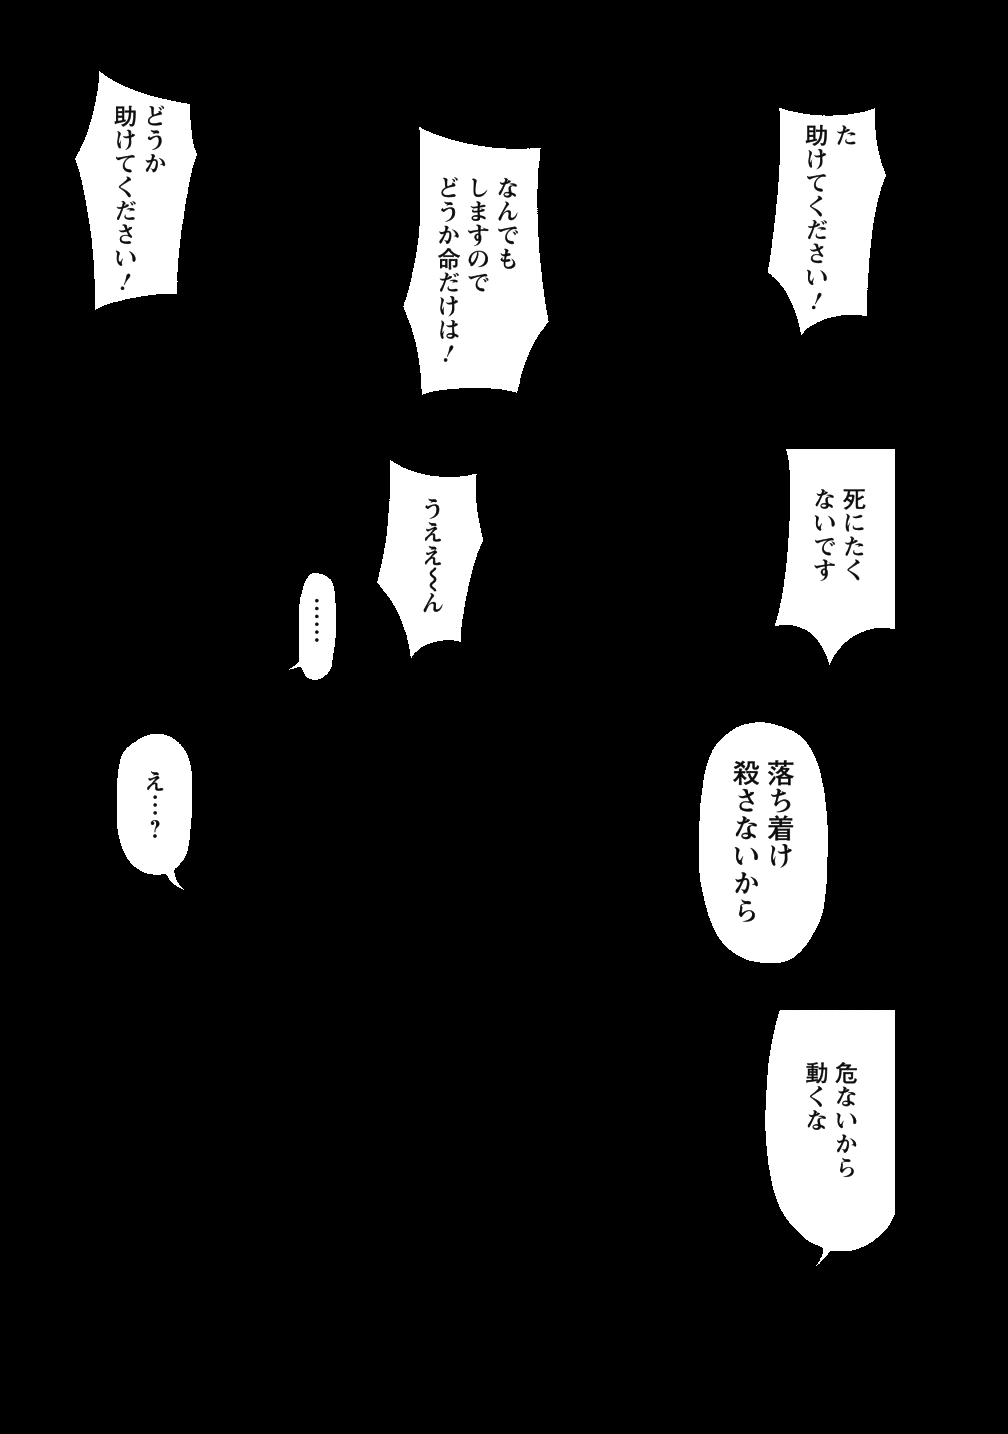 た
助けてください！
なんでも
しますので
どうか命だけは！
どうか
助けてください！
死にたく
ないです
うええ～ん
……
落ち着け
殺さないから
え…？
危ないから
動くな